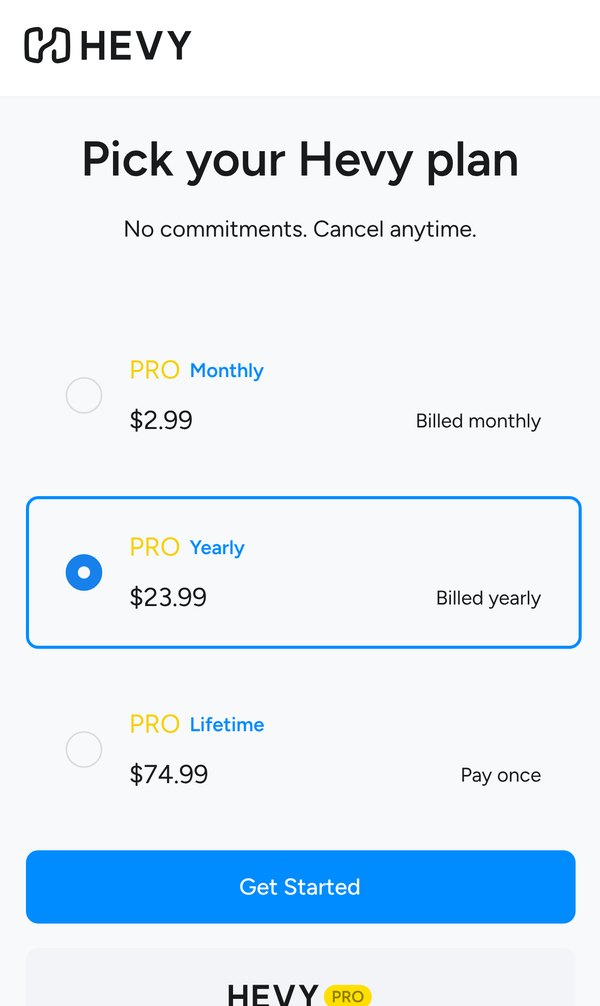 HEVY
Pick your Hevy plan
No commitments. Cancel anytime.
PRO Monthly
$2.99 Billed monthly
PRO Yearly
$23.99 Billed yearly
PRO Lifetime
$74.99 Pay once
Get Started
HEVY PRO